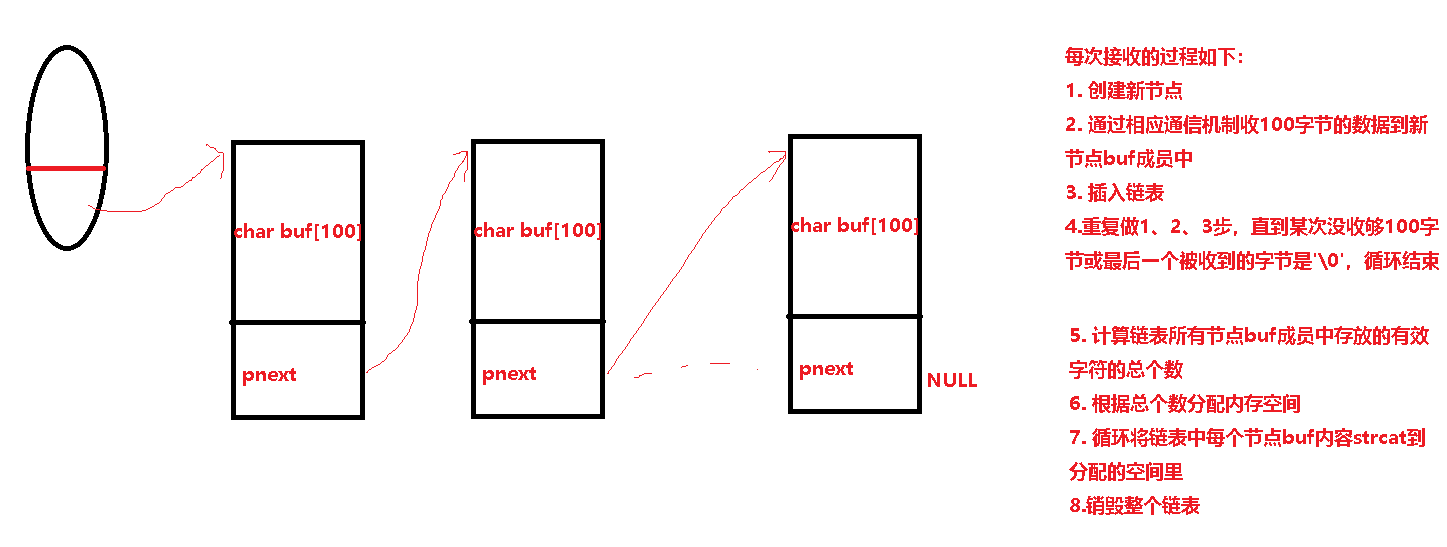 char buf[100]
pnext
char buf[100]
pnext
char buf[100]
pnext
NULL
每次接收的过程如下：
1. 创建新节点
2. 通过相应通信机制收100字节的数据到新
节点buf成员中
3. 插入链表
4.重复做1、2、3步，直到某次没收够100字
节或最后一个被收到的字节是'\0'，循环结束
5. 计算链表所有节点buf成员中存放的有效
字符的总个数
6. 根据总个数分配内存空间
7. 循环将链表中每个节点buf内容strcat到
分配的空间里
8.销毁整个链表